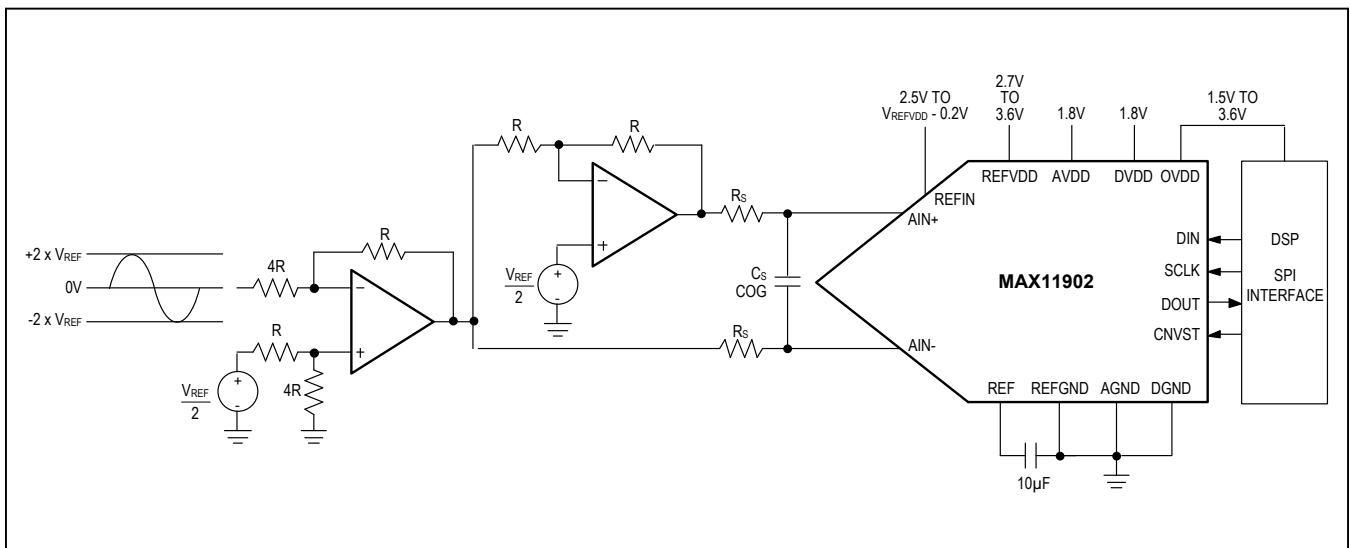 +2 x VREF
0V
-2 x VREF
4R
R
R
VREF
2
4R
R
R
VREF
2
RS
CS
COG
RS
2.5V TO
VREFVDD - 0.2V
2.7V
TO
3.6V
1.8V
1.8V
1.5V TO
3.6V
REFIN
REFVDD
AVDD
DVDD
OVDD
AIN+
AIN-
MAX11902
DIN
SCLK
DOUT
CNVST
DSP
SPI
INTERFACE
REF
REFGND
AGND
DGND
10µF
+
-
-
+
-
+
+
-